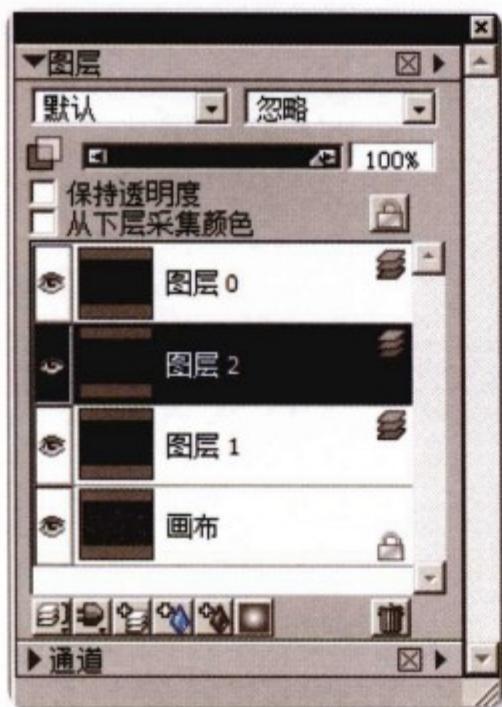 图层
默认 忽略
100%
保持透明度
从下层采集颜色
图层 0
图层 2
图层 1
画布
通道